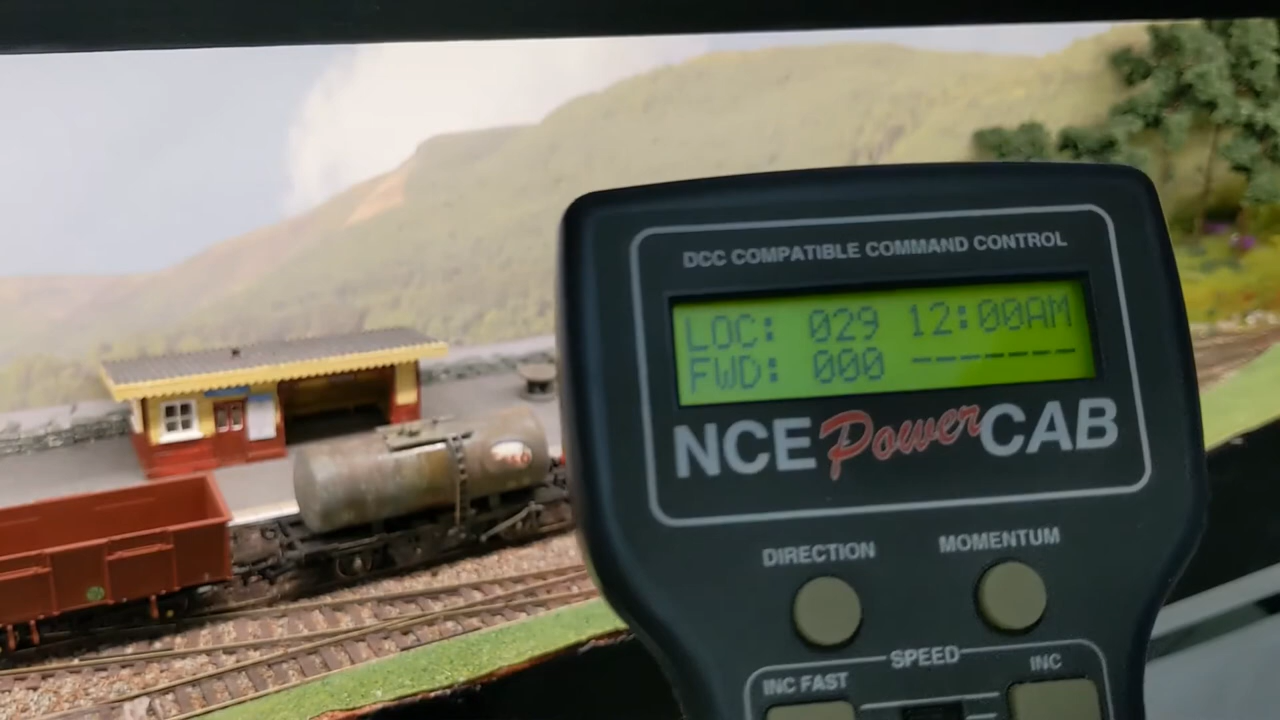 DCC COMPATIBLE COMMAND CONTROL
LOC: 029 12:00AM
FWD: 000 -------
NCE Power CAB
DIRECTION
MOMENTUM
SPEED
INC FAST
INC